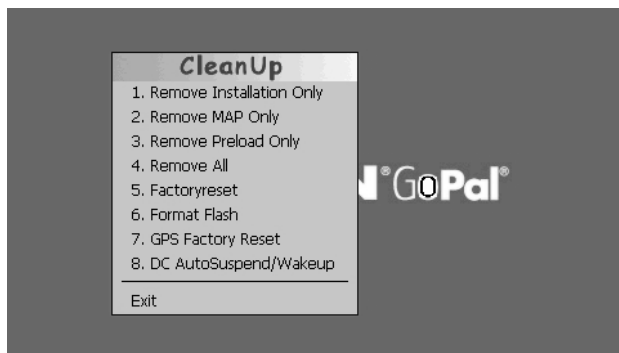 CleanUp
1. Remove Installation Only
2. Remove MAP Only
3. Remove Preload Only
4. Remove All
5. Factoryreset
6. Format Flash
7. GPS Factory Reset
8. DC AutoSuspend/Wakeup
Exit
N®GoPal®